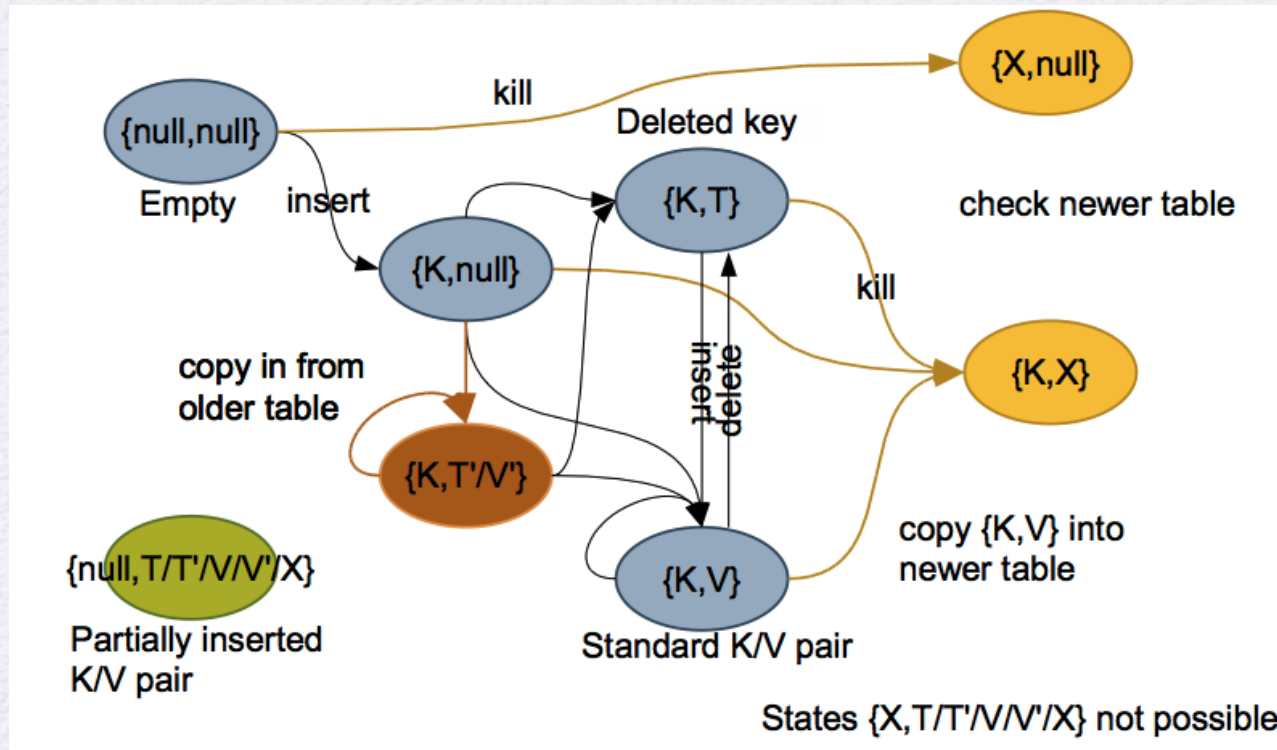 {X,null}
kill
{null,null}
Deleted key
Empty
insert
{K,T}
check newer table
{K,null}
kill
copy in from
older table
insert
delete
{K,X}
{K,T'/V'}
copy {K,V} into
newer table
{null,T/T'/V/V'/X}
{K,V}
Partially inserted
K/V pair
Standard K/V pair
States {X,T/T'/V/V'/X} not possible